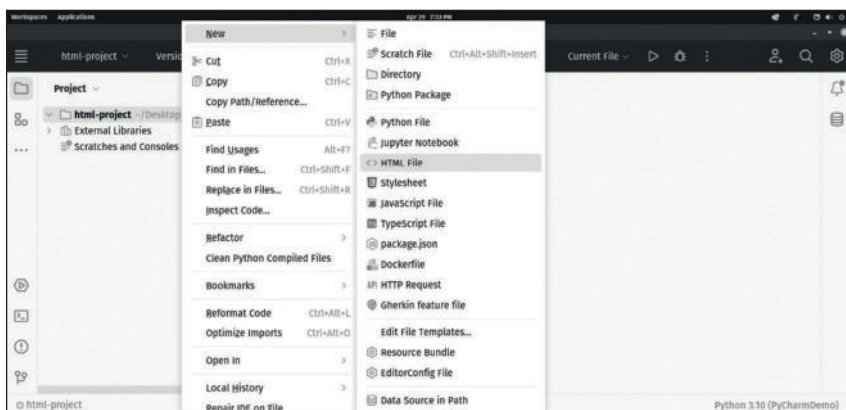 Workspaces Applications
Apr 29 7:33 PM
html-project
Current File
Project
html-project ~/Desktop
External Libraries
Scratches and Consoles
New
Cut Ctrl+X
Copy Ctrl+C
Copy Path/Reference...
Paste Ctrl+V
Find Usages Alt+F7
Find in Files... Ctrl+Shift+F
Replace in Files... Ctrl+Shift+R
Inspect Code...
Refactor
Clean Python Compiled Files
Bookmarks
Reformat Code Ctrl+Alt+L
Optimize Imports Ctrl+Alt+O
Open In
Local History
Repair IDE on File
File
Scratch File Ctrl+Alt+Shift+Insert
Directory
Python Package
Python File
Jupyter Notebook
HTML File
Stylesheet
JavaScript File
TypeScript File
package.json
Dockerfile
API HTTP Request
Gherkin feature file
Edit File Templates...
Resource Bundle
EditorConfig File
Data Source in Path
html-project
Python 3.10 (PyCharmDemo)